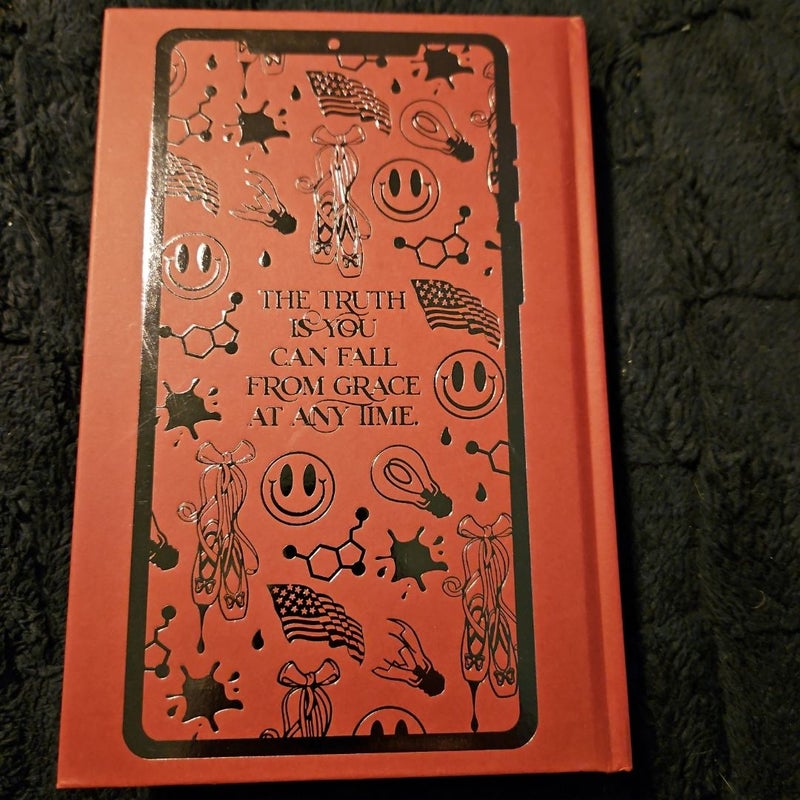 THE TRUTH
IS YOU
CAN FALL
FROM GRACE
AT ANY TIME.